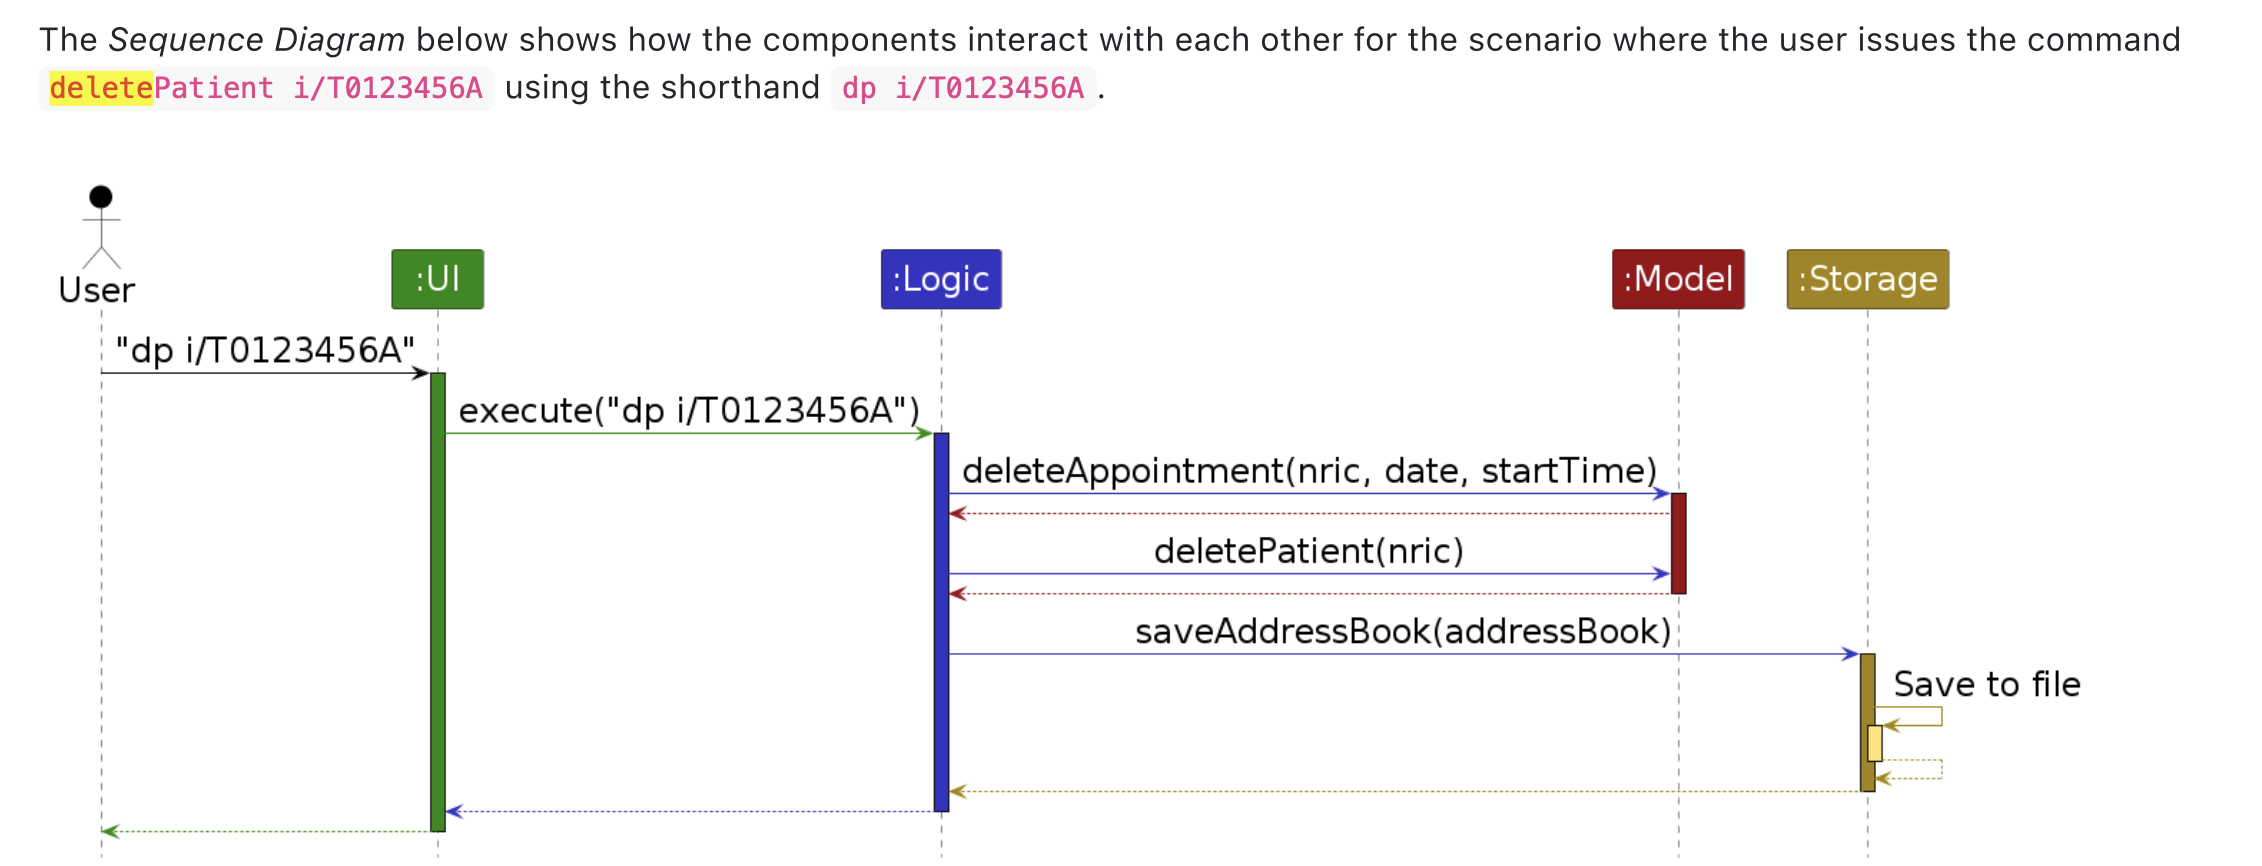 The Sequence Diagram below shows how the components interact with each other for the scenario where the user issues the command
deletePatient i/T0123456A using the shorthand dp i/T0123456A .
User
:UI
:Logic
:Model
:Storage
"dp i/T0123456A"
execute("dp i/T0123456A")
deleteAppointment(nric, date, startTime)
deletePatient(nric)
saveAddressBook(addressBook)
Save to file